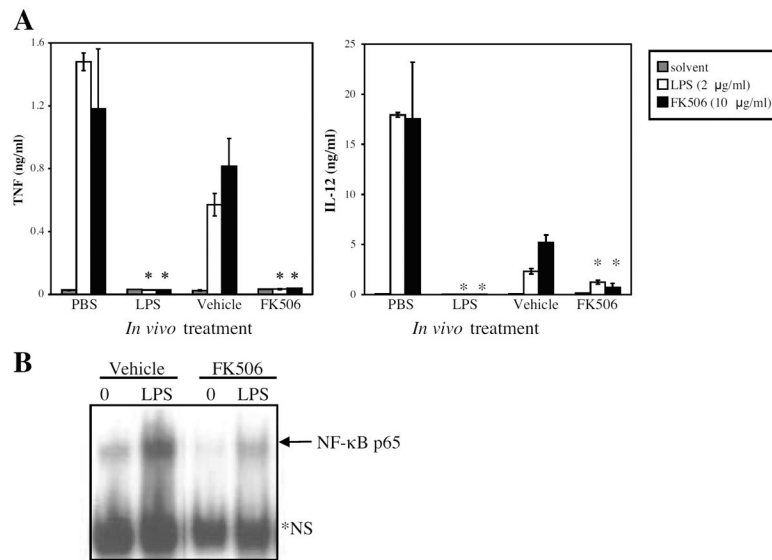 A
TNF (ng/ml)
1.6
1.2
0.8
0.4
0
* *
* *
PBS LPS Vehicle FK506
In vivo treatment
IL-12 (ng/ml)
25
20
15
10
5
0
* *
* *
PBS LPS Vehicle FK506
In vivo treatment
solvent
LPS (2 µg/ml)
FK506 (10 µg/ml)
B
Vehicle FK506
0 LPS 0 LPS
NF-κB p65
*NS